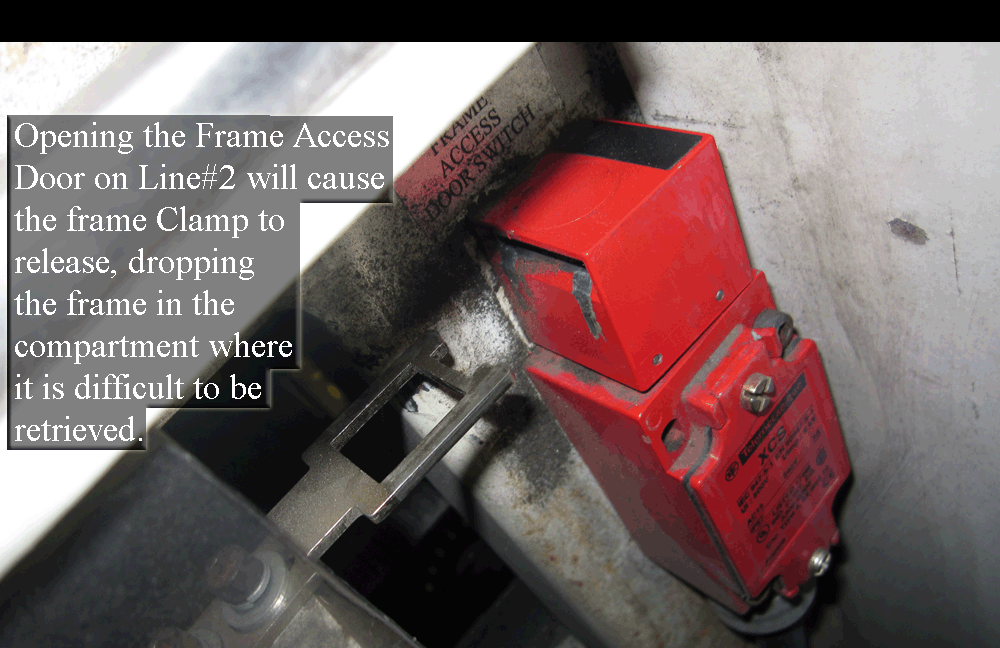 Opening the Frame Access
Door on Line#2 will cause
the frame Clamp to
release, dropping
the frame in the
compartment where
it is difficult to be
retrieved.
FRAME
ACCESS
DOOR SWITCH
XCS